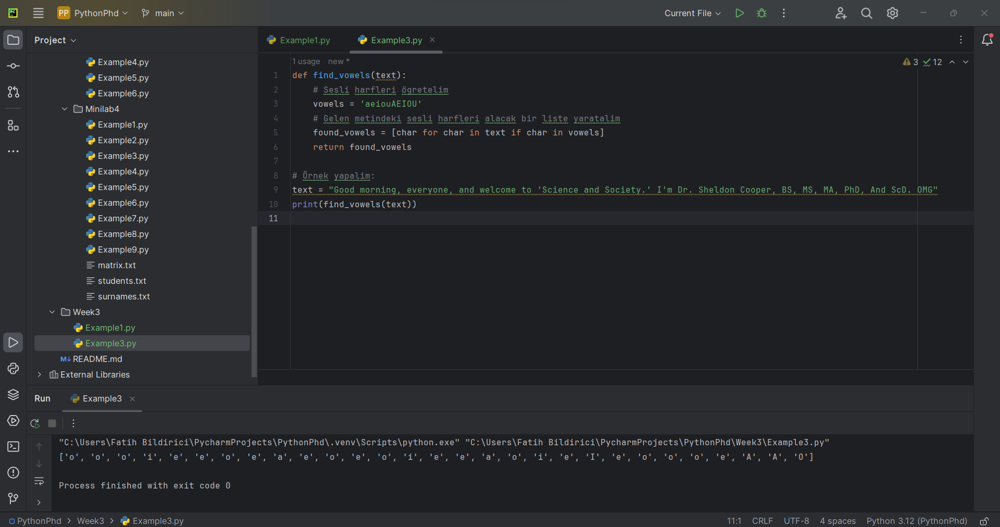 PC
PP PythonPhd main Current File
Project
Example4.py
Example5.py
Example6.py
Minilab4
Example1.py
Example2.py
Example3.py
Example4.py
Example5.py
Example6.py
Example7.py
Example8.py
Example9.py
matrix.txt
students.txt
surnames.txt
Week3
Example1.py
Example3.py
M↓ README.md
External Libraries
Example1.py Example3.py
1 usage new *
3 12
1 def find_vowels(text):
2 # Sesli harfleri ögretelim
3 vowels = 'aeiouAEIOU'
4 # Gelen metindeki sesli harfleri alacak bir liste yaratalim
5 found_vowels = [char for char in text if char in vowels]
6 return found_vowels
7
8 # Örnek yapalim:
9 text = "Good morning, everyone, and welcome to 'Science and Society.' I'm Dr. Sheldon Cooper, BS, MS, MA, PhD, And ScD. OMG"
10 print(find_vowels(text))
11
Run Example3
"C:\Users\Fatih Bildirici\PycharmProjects\PythonPhd\.venv\Scripts\python.exe" "C:\Users\Fatih Bildirici\PycharmProjects\PythonPhd\Week3\Example3.py"
['o', 'o', 'o', 'i', 'e', 'e', 'o', 'e', 'a', 'e', 'o', 'e', 'o', 'i', 'e', 'e', 'a', 'o', 'i', 'e', 'I', 'e', 'o', 'o', 'o', 'e', 'A', 'A', 'O']
Process finished with exit code 0
PythonPhd > Week3 > Example3.py 11:1 CRLF UTF-8 4 spaces Python 3.12 (PythonPhd)